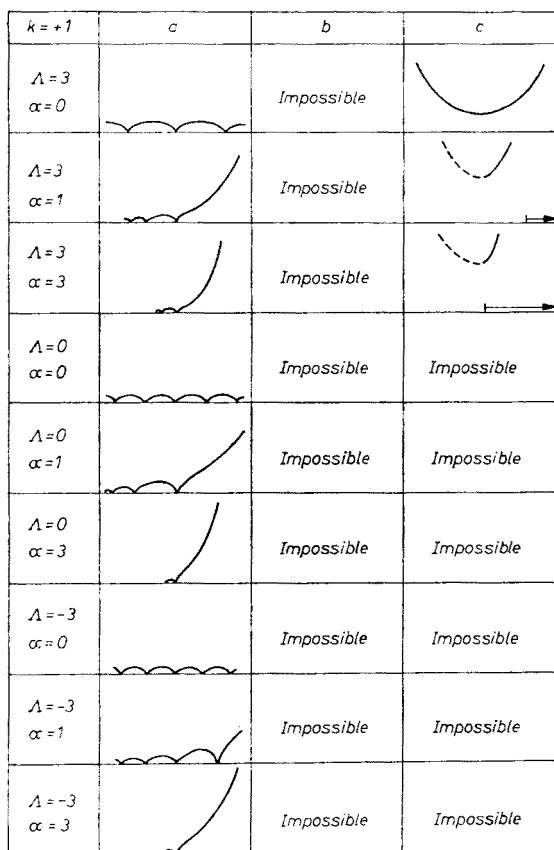 k = +1 a b c
Λ = 3
α = 0
Impossible
Λ = 3
α = 1
Impossible
Λ = 3
α = 3
Impossible
Λ = 0
α = 0
Impossible Impossible
Λ = 0
α = 1
Impossible Impossible
Λ = 0
α = 3
Impossible Impossible
Λ = -3
α = 0
Impossible Impossible
Λ = -3
α = 1
Impossible Impossible
Λ = -3
α = 3
Impossible Impossible